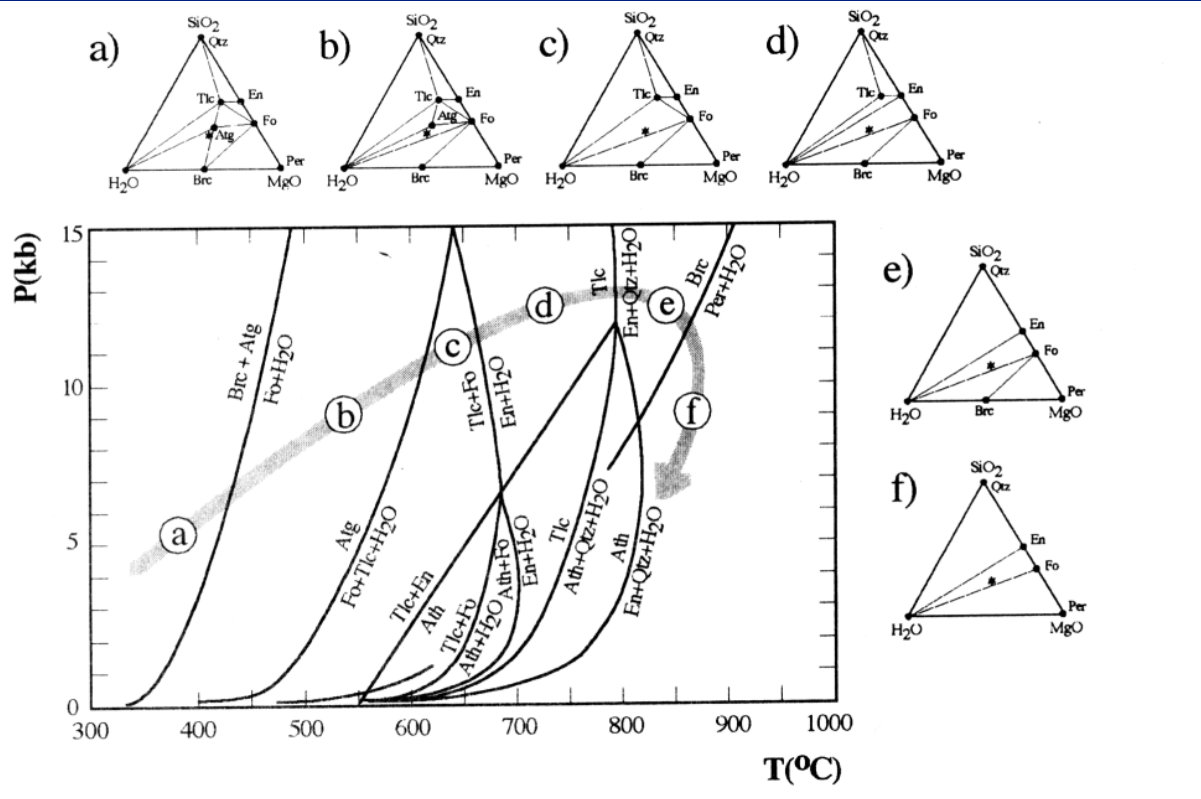 a)
SiO2
Qtz
Tlc
En
Fo
Atg
*
Per
H2O
Brc
MgO
b)
SiO2
Qtz
Tlc
En
Atg
Fo
*
Per
H2O
Brc
MgO
c)
SiO2
Qtz
Tlc
En
Fo
*
Per
H2O
Brc
MgO
d)
SiO2
Qtz
Tlc
En
Fo
*
Per
H2O
Brc
MgO
P(kb)
15
10
5
0
300
400
500
600
700
800
900
1000
T(ºC)
Brc + Atg
Fo+H2O
Atg
Fo+Tlc+H2O
Tlc+Fo
En+H2O
Tlc+En
Ath
Tlc+Fo
Ath+H2O
Ath+Fo
En+H2O
Tlc
Ath+Qtz+H2O
Ath
En+Qtz+H2O
Tlc
En+Qtz+H2O
Brc
Per+H2O
a
b
c
d
e
f
e)
SiO2
Qtz
En
Fo
*
Per
H2O
Brc
MgO
f)
SiO2
Qtz
En
Fo
*
Per
H2O
MgO